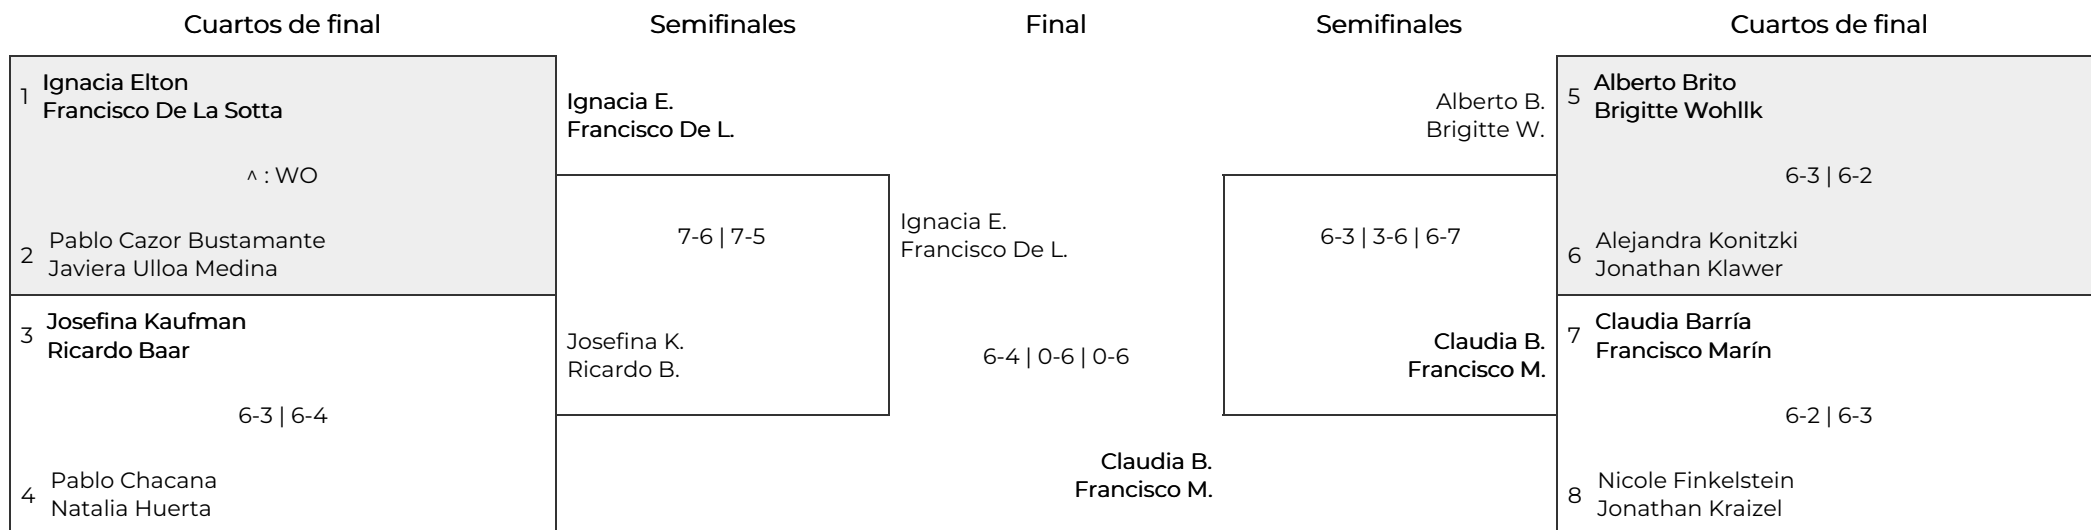 Cuartos de final
Semifinales
Final
Semifinales
Cuartos de final
1
Ignacia Elton
Francisco De La Sotta
^ : WO
2
Pablo Cazor Bustamante
Javiera Ulloa Medina
3
Josefina Kaufman
Ricardo Baar
6-3 | 6-4
4
Pablo Chacana
Natalia Huerta
Ignacia E.
Francisco De L.
7-6 | 7-5
Josefina K.
Ricardo B.
Ignacia E.
Francisco De L.
6-4 | 0-6 | 0-6
Claudia B.
Francisco M.
Alberto B.
Brigitte W.
6-3 | 3-6 | 6-7
Claudia B.
Francisco M.
5
Alberto Brito
Brigitte Wohllk
6-3 | 6-2
6
Alejandra Konitzki
Jonathan Klawer
7
Claudia Barría
Francisco Marín
6-2 | 6-3
8
Nicole Finkelstein
Jonathan Kraizel